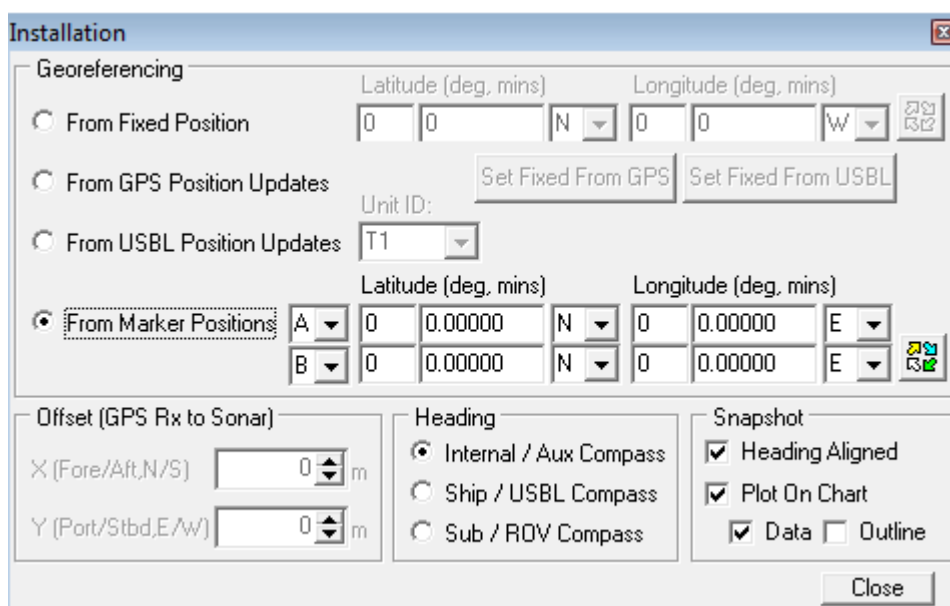 Installation
Georeferencing
Latitude (deg, mins) Longitude (deg, mins)
From Fixed Position 0 0 N 0 0 W
From GPS Position Updates Set Fixed From GPS Set Fixed From USBL
Unit ID:
From USBL Position Updates T1
Latitude (deg, mins) Longitude (deg, mins)
From Marker Positions A 0 0.00000 N 0 0.00000 E
B 0 0.00000 N 0 0.00000 E
Offset (GPS Rx to Sonar)
X (Fore/Aft,N/S) 0 m
Y (Port/Stbd,E/W) 0 m
Heading
Internal / Aux Compass
Ship / USBL Compass
Sub / ROV Compass
Snapshot
Heading Aligned
Plot On Chart
Data Outline
Close